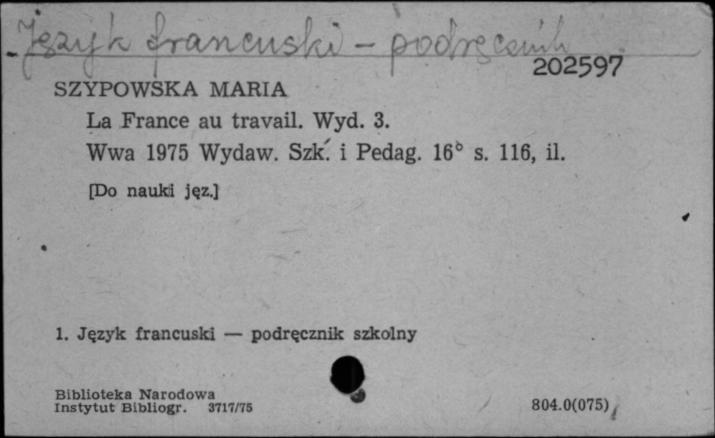 Język francuski - podręcznik
202597
SZYPOWSKA MARIA
La France au travail. Wyd. 3.
Wwa 1975 Wydaw. Szk. i Pedag. 16° s. 116, il.
[Do nauki jęz.]
1. Język francuski — podręcznik szkolny
Biblioteka Narodowa
Instytut Bibliogr. 3717/75
804.0(075)